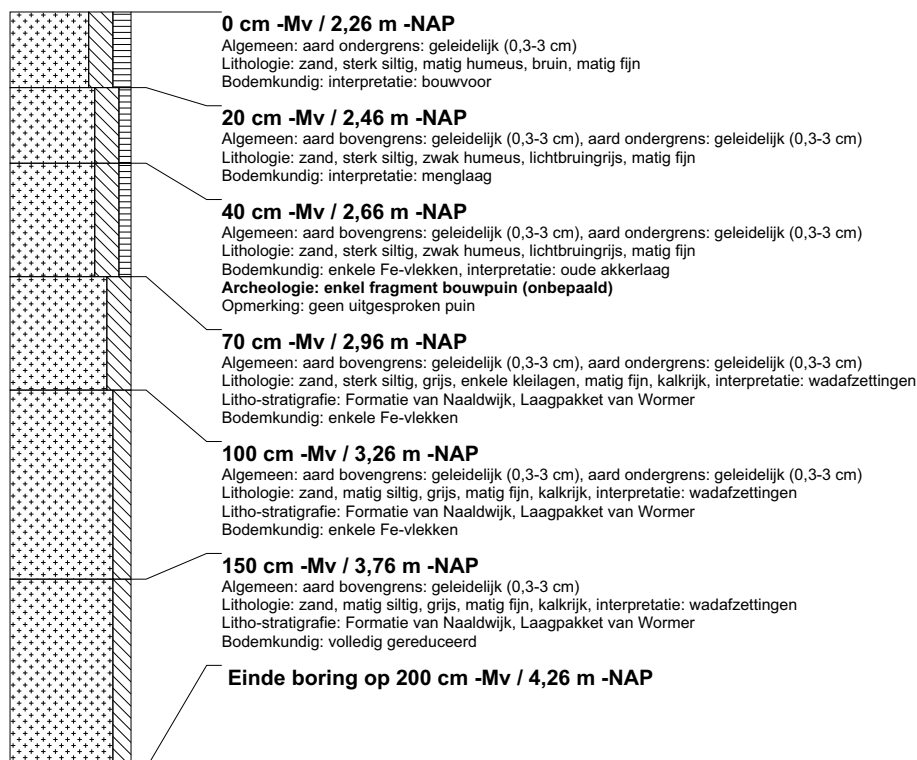 0 cm -Mv / 2,26 m -NAP
Algemeen: aard ondergrens: geleidelijk (0,3-3 cm)
Lithologie: zand, sterk siltig, matig humeus, bruin, matig fijn
Bodemkundig: interpretatie: bouwvoor
20 cm -Mv / 2,46 m -NAP
Algemeen: aard bovengrens: geleidelijk (0,3-3 cm), aard ondergrens: geleidelijk (0,3-3 cm)
Lithologie: zand, sterk siltig, zwak humeus, lichtbruingrijs, matig fijn
Bodemkundig: interpretatie: menglaag
40 cm -Mv / 2,66 m -NAP
Algemeen: aard bovengrens: geleidelijk (0,3-3 cm), aard ondergrens: geleidelijk (0,3-3 cm)
Lithologie: zand, sterk siltig, zwak humeus, lichtbruingrijs, matig fijn
Bodemkundig: enkele Fe-vlekken, interpretatie: oude akkerlaag
Archeologie: enkel fragment bouwpuin (onbepaald)
Opmerking: geen uitgesproken puin
70 cm -Mv / 2,96 m -NAP
Algemeen: aard bovengrens: geleidelijk (0,3-3 cm), aard ondergrens: geleidelijk (0,3-3 cm)
Lithologie: zand, sterk siltig, grijs, enkele kleilagen, matig fijn, kalkrijk, interpretatie: wadafzettingen
Litho-stratigrafie: Formatie van Naaldwijk, Laagpakket van Wormer
Bodemkundig: enkele Fe-vlekken
100 cm -Mv / 3,26 m -NAP
Algemeen: aard bovengrens: geleidelijk (0,3-3 cm), aard ondergrens: geleidelijk (0,3-3 cm)
Lithologie: zand, matig siltig, grijs, matig fijn, kalkrijk, interpretatie: wadafzettingen
Litho-stratigrafie: Formatie van Naaldwijk, Laagpakket van Wormer
Bodemkundig: enkele Fe-vlekken
150 cm -Mv / 3,76 m -NAP
Algemeen: aard bovengrens: geleidelijk (0,3-3 cm)
Lithologie: zand, matig siltig, grijs, matig fijn, kalkrijk, interpretatie: wadafzettingen
Litho-stratigrafie: Formatie van Naaldwijk, Laagpakket van Wormer
Bodemkundig: volledig gereduceerd
Einde boring op 200 cm -Mv / 4,26 m -NAP